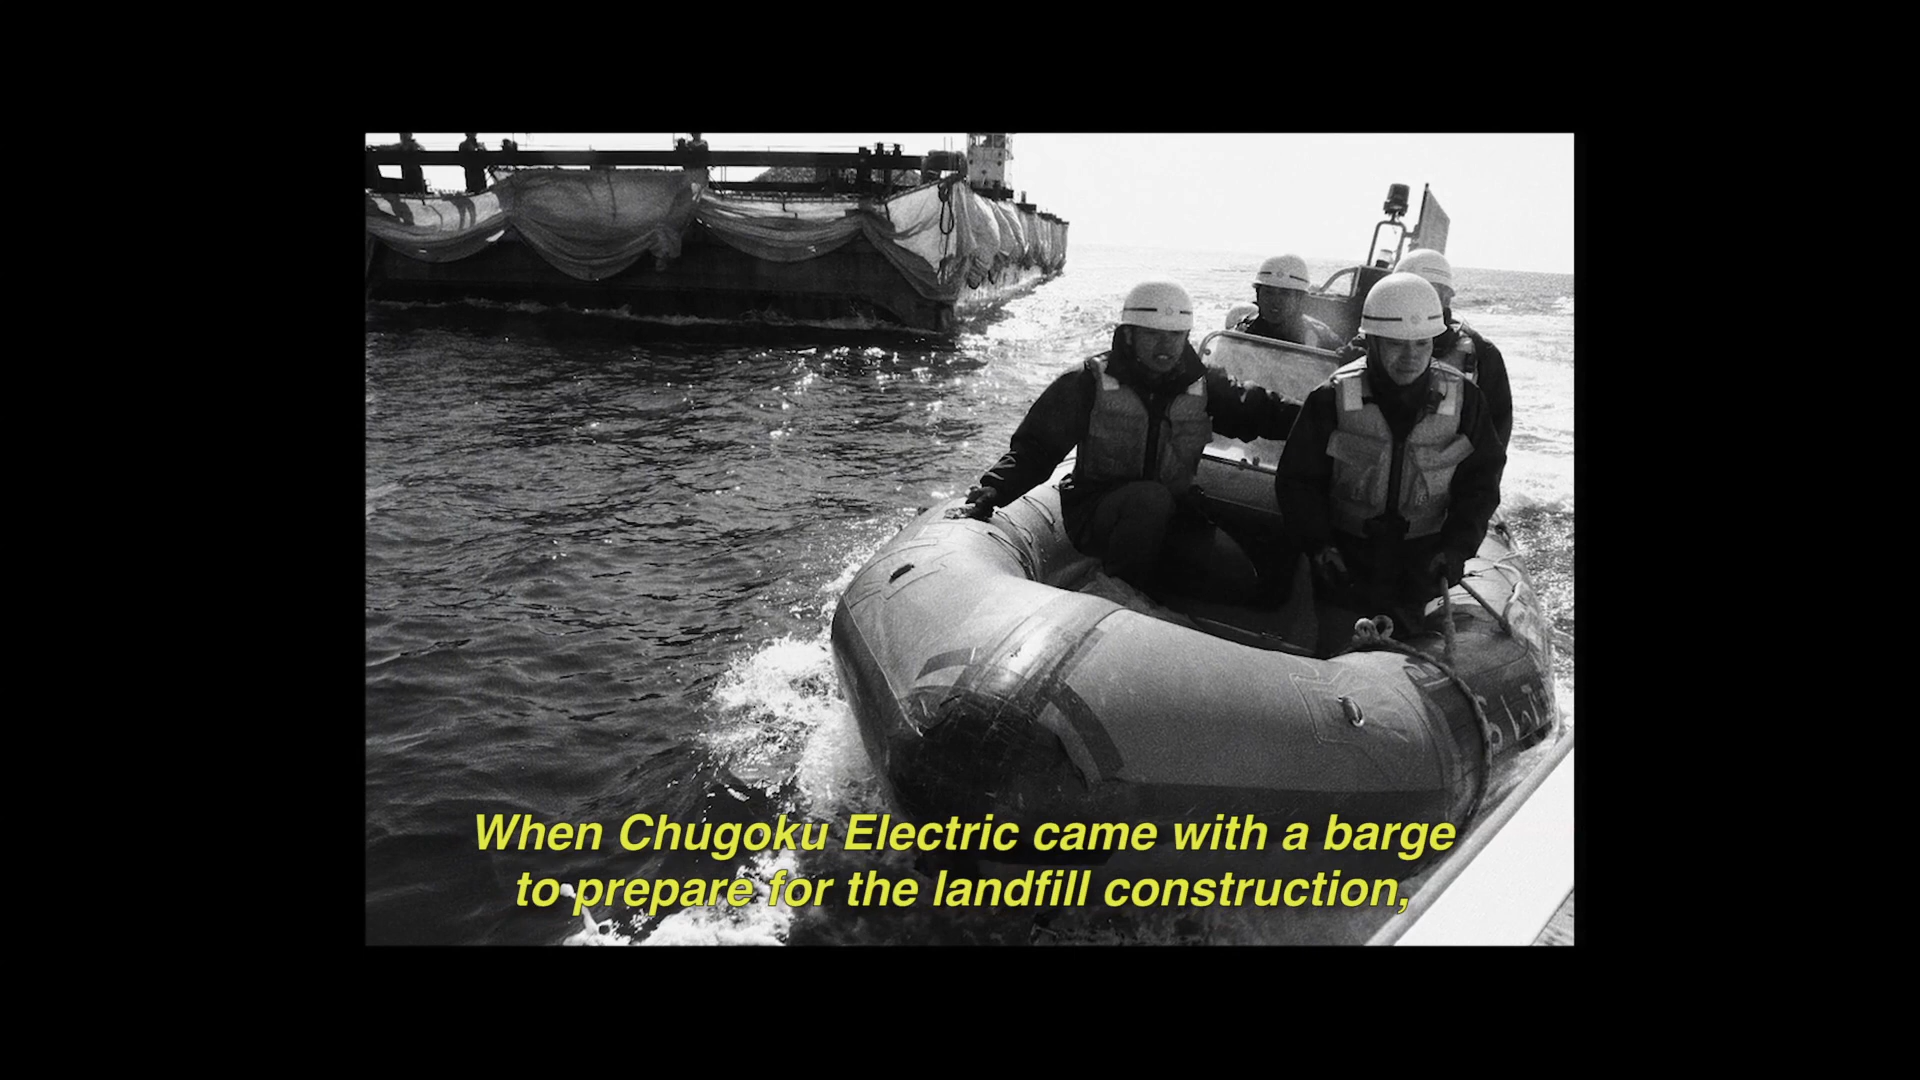 When Chugoku Electric came with a barge
to prepare for the landfill construction,